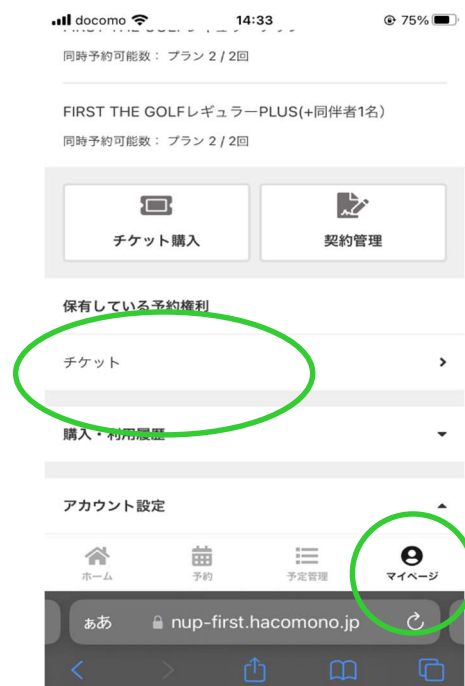 docomo 14:33 75%
同時予約可能数： プラン 2 / 2回
FIRST THE GOLFレギュラーPLUS(+同伴者1名）
同時予約可能数： プラン 2 / 2回
チケット購入 契約管理
保有している予約権利
チケット
購入・利用履歴
アカウント設定
ホーム 予約 予定管理 マイページ
ぁあ nup-first.hacomono.jp